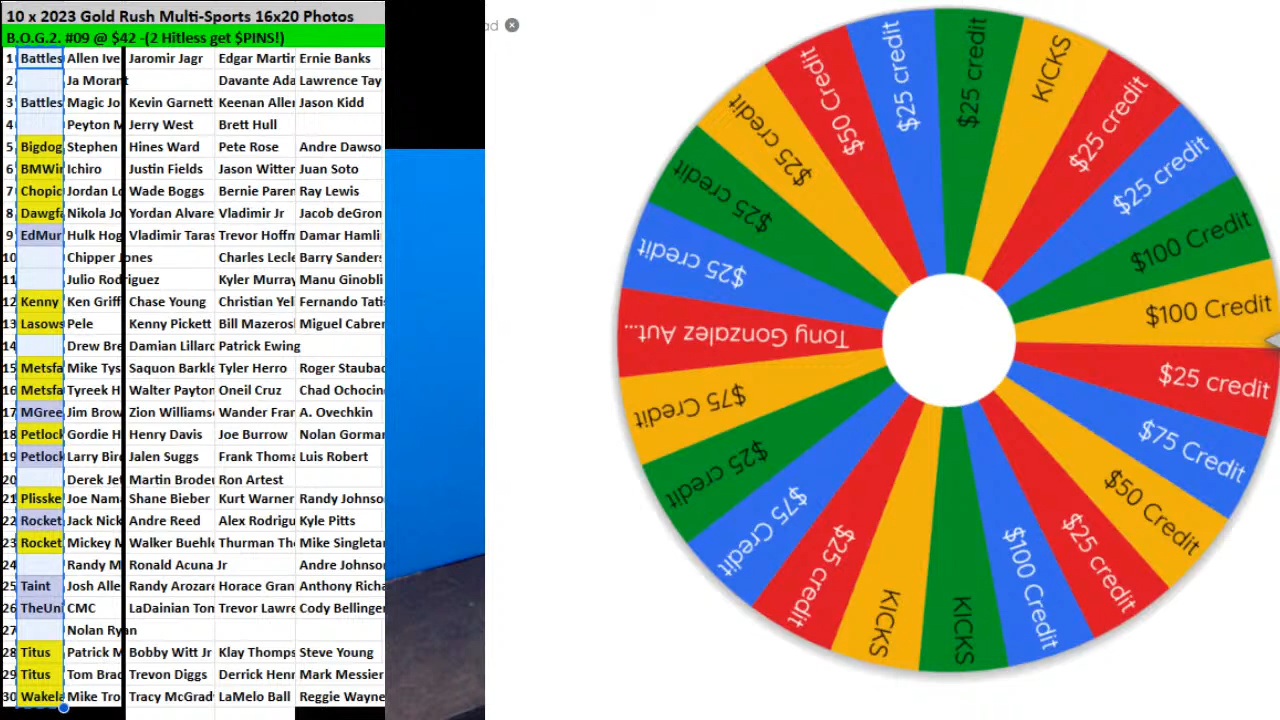 10 x 2023 Gold Rush Multi-Sports 16x20 Photos
B.O.G.2. #09 @ $42 -(2 Hitless get $PINS!)
1 Battles Allen Ive Jaromir Jagr Edgar Martin Ernie Banks
2 Ja Morant Davante Ada Lawrence Tay
3 Battles Magic Jo Kevin Garnett Keenan Allen Jason Kidd
4 Peyton M Jerry West Brett Hull
5 Bigdog Stephen Hines Ward Pete Rose Andre Dawso
6 BMWin Ichiro Justin Fields Jason Witten Juan Soto
7 Chopic Jordan Lo Wade Boggs Bernie Paren Ray Lewis
8 Dawgfa Nikola Jo Yordan Alvare Vladimir Jr Jacob deGron
9 EdMur Hulk Hog Vladimir Taras Trevor Hoffm Damar Hamli
10 Chipper Jones Charles Lecle Barry Sanders
11 Julio Rodriguez Kyler Murray Manu Ginobli
12 Kenny Ken Griff Chase Young Christian Yel Fernando Tatis
13 Lasows Pele Kenny Pickett Bill Mazeros Miguel Cabrer
14 Drew Bre Damian Lillard Patrick Ewing
15 Metsfa Mike Tys Saquon Barkle Tyler Herro Roger Staubac
16 Metsfa Tyreek H Walter Payton Oneil Cruz Chad Ochocin
17 MGree Jim Brow Zion Williams Wander Fran A. Ovechkin
18 Petlock Gordie H Henry Davis Joe Burrow Nolan Gorman
19 Petlock Larry Bird Jalen Suggs Frank Thoma Luis Robert
20 Derek Jet Martin Brodeu Ron Artest
21 Plisske Joe Nama Shane Bieber Kurt Warner Randy Johnso
22 Rocket Jack Nick Andre Reed Alex Rodrigu Kyle Pitts
23 Rocket Mickey M Walker Buehle Thurman Tho Mike Singletar
24 Randy M Ronald Acuna Jr Andre Johnso
25 Taint Josh Alle Randy Arozare Horace Gran Anthony Richa
26 TheUni CMC LaDainian Tom Trevor Lawre Cody Bellinger
27 Nolan Ryan
28 Titus Patrick M Bobby Witt Jr Klay Thomps Steve Young
29 Titus Tom Brad Trevon Diggs Derrick Henr Mark Messier
30 Wakela Mike Tro Tracy McGrad LaMelo Ball Reggie Wayne
ad
$25 credit
KICKS
$25 credit
$25 credit
$100 Credit
$100 Credit
$25 credit
$75 Credit
$50 Credit
$25 credit
$100 Credit
KICKS
KICKS
$25 credit
$75 Credit
$25 credit
$75 Credit
Tony Gonzalez Aut...
$25 credit
$25 credit
$25 credit
$50 Credit
$25 credit